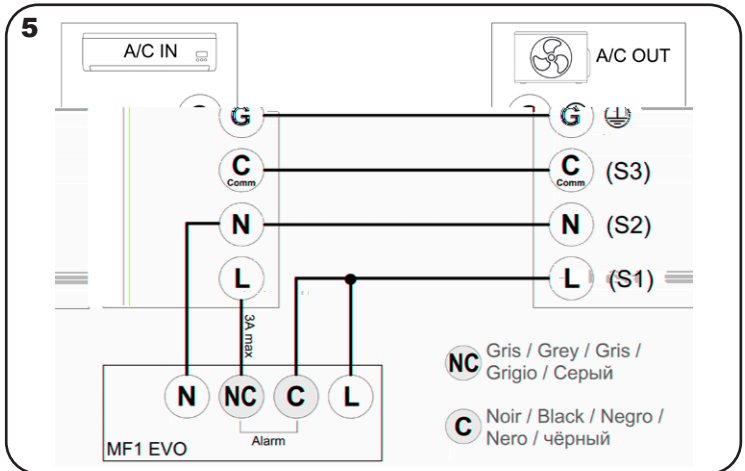 5
A/C IN
A/C OUT
G
G
C
Comm
C
Comm
(S3)
N
N
(S2)
L
L
(S1)
3A max
N
NC
C
L
Alarm
MF1 EVO
NC
Gris / Grey / Gris /
Grigio / Серый
C
Noir / Black / Negro /
Nero / чёрный